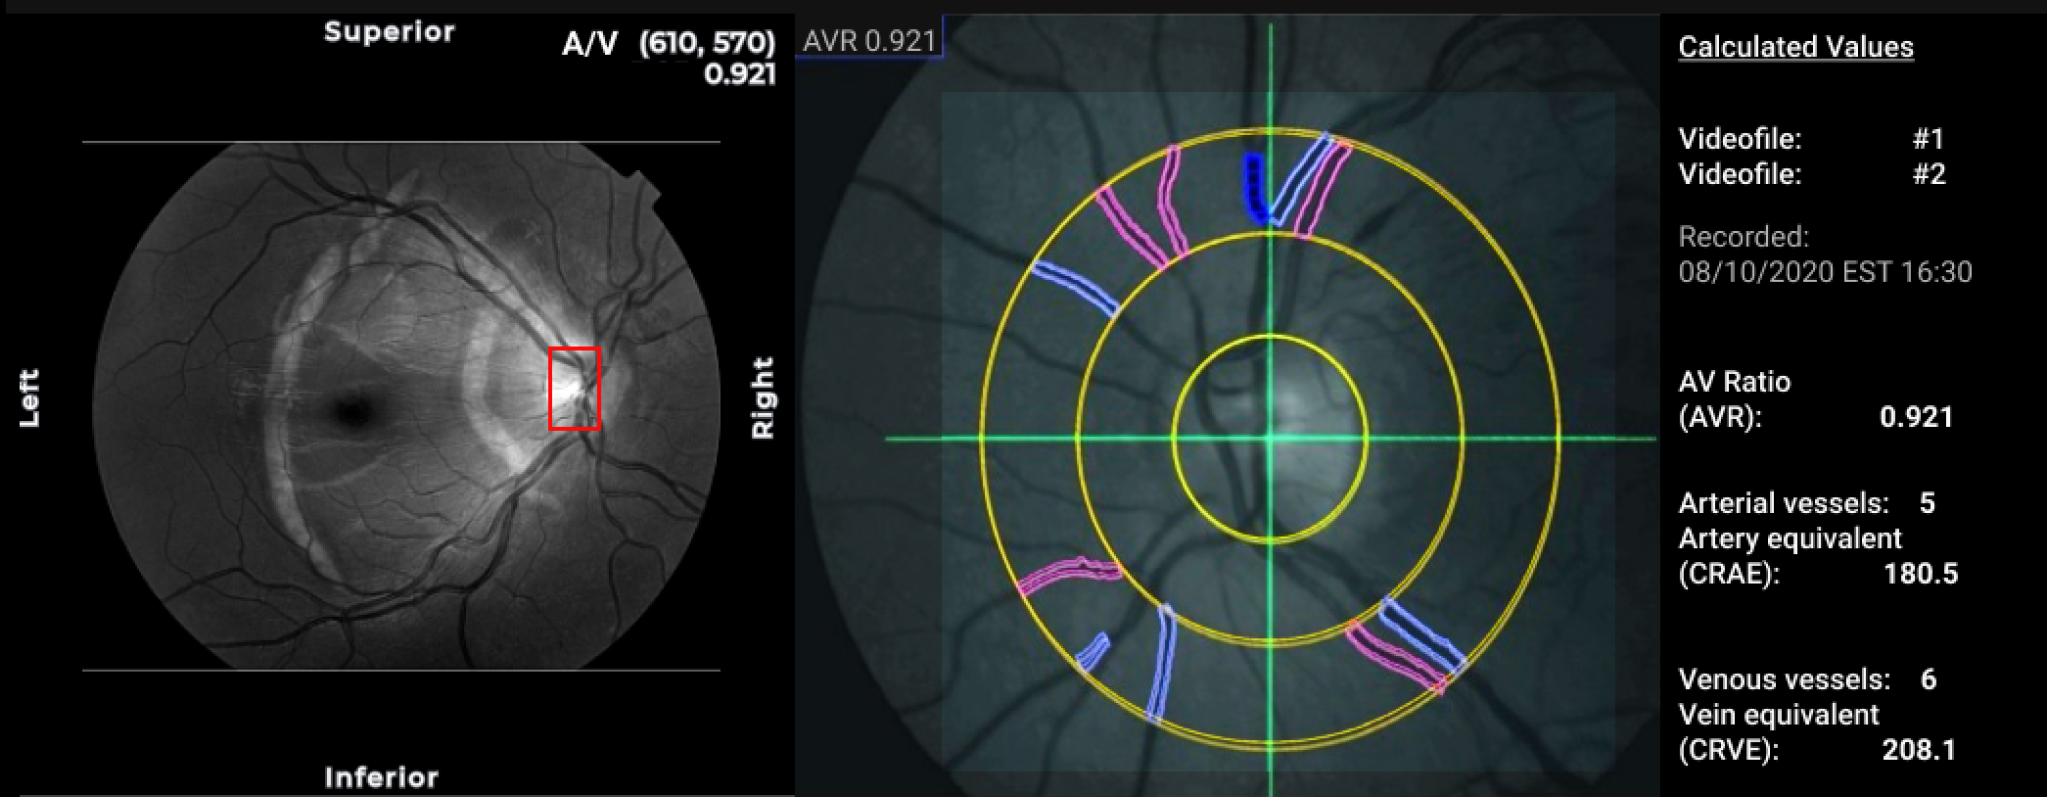 Superior
A/V (610, 570)
0.921
Left
Right
Inferior
AVR 0.921
Calculated Values
Videofile: #1
Videofile: #2
Recorded:
08/10/2020 EST 16:30
AV Ratio
(AVR): 0.921
Arterial vessels: 5
Artery equivalent
(CRAE): 180.5
Venous vessels: 6
Vein equivalent
(CRVE): 208.1